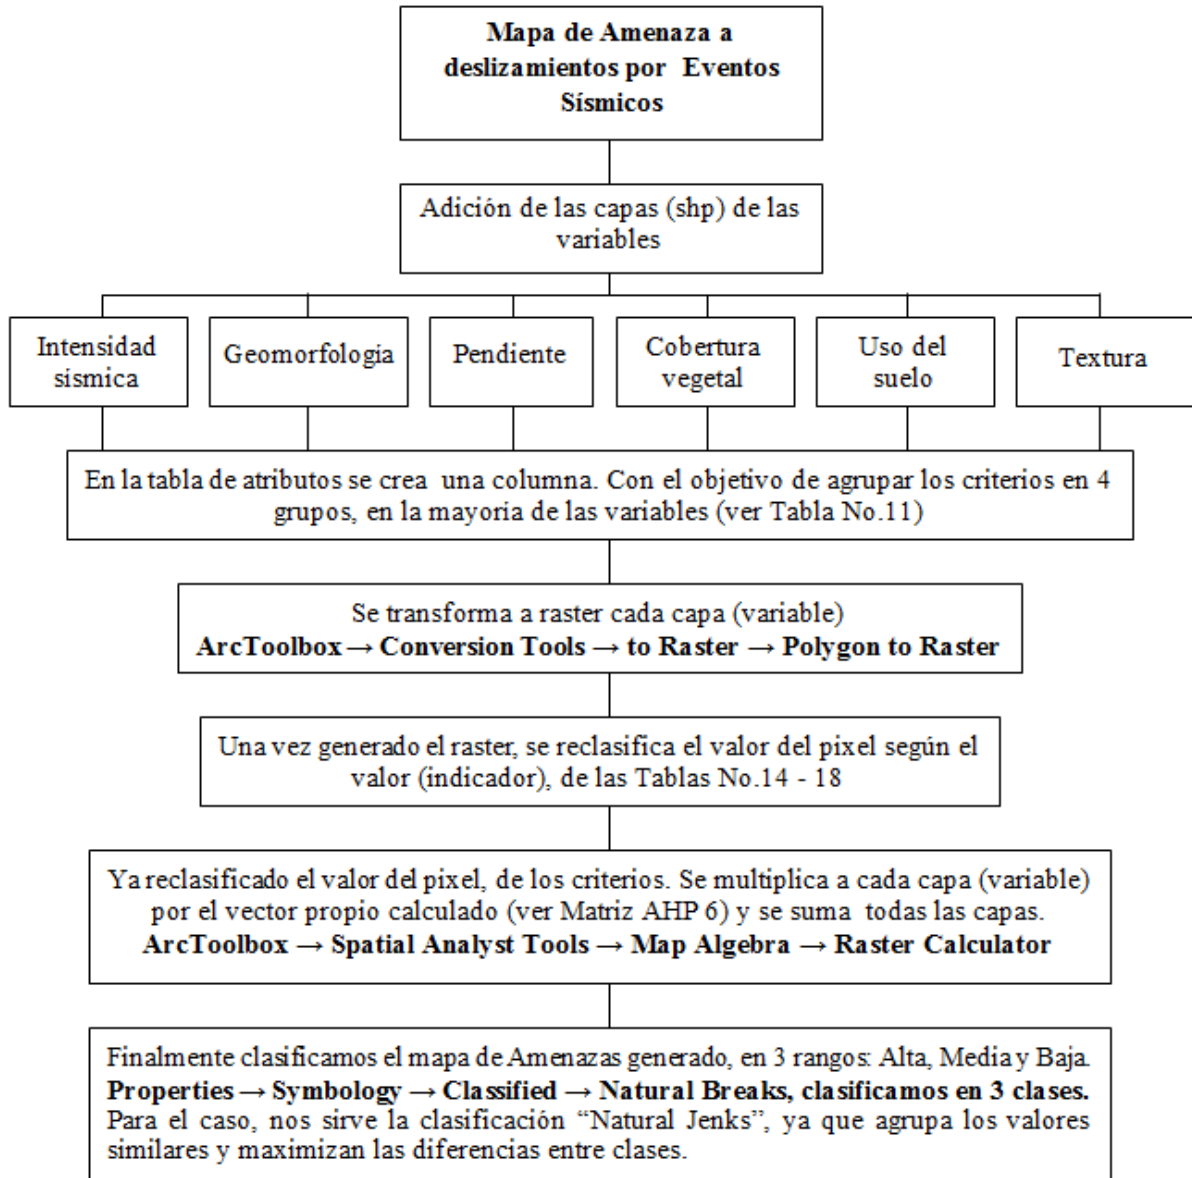 Mapa de Amenaza a
deslizamientos por Eventos
Sísmicos
Adición de las capas (shp) de las
variables
Intensidad
sísmica
Geomorfología
Pendiente
Cobertura
vegetal
Uso del
suelo
Textura
En la tabla de atributos se crea una columna. Con el objetivo de agrupar los criterios en 4
grupos, en la mayoría de las variables (ver Tabla No.11)
Se transforma a raster cada capa (variable)
ArcToolbox → Conversion Tools → to Raster → Polygon to Raster
Una vez generado el raster, se reclasifica el valor del pixel según el
valor (indicador), de las Tablas No.14 - 18
Ya reclasificado el valor del pixel, de los criterios. Se multiplica a cada capa (variable)
por el vector propio calculado (ver Matriz AHP 6) y se suma todas las capas.
ArcToolbox → Spatial Analyst Tools → Map Algebra → Raster Calculator
Finalmente clasificamos el mapa de Amenazas generado, en 3 rangos: Alta, Media y Baja.
Properties → Symbology → Classified → Natural Breaks, clasificamos en 3 clases.
Para el caso, nos sirve la clasificación “Natural Jenks”, ya que agrupa los valores
similares y maximizan las diferencias entre clases.